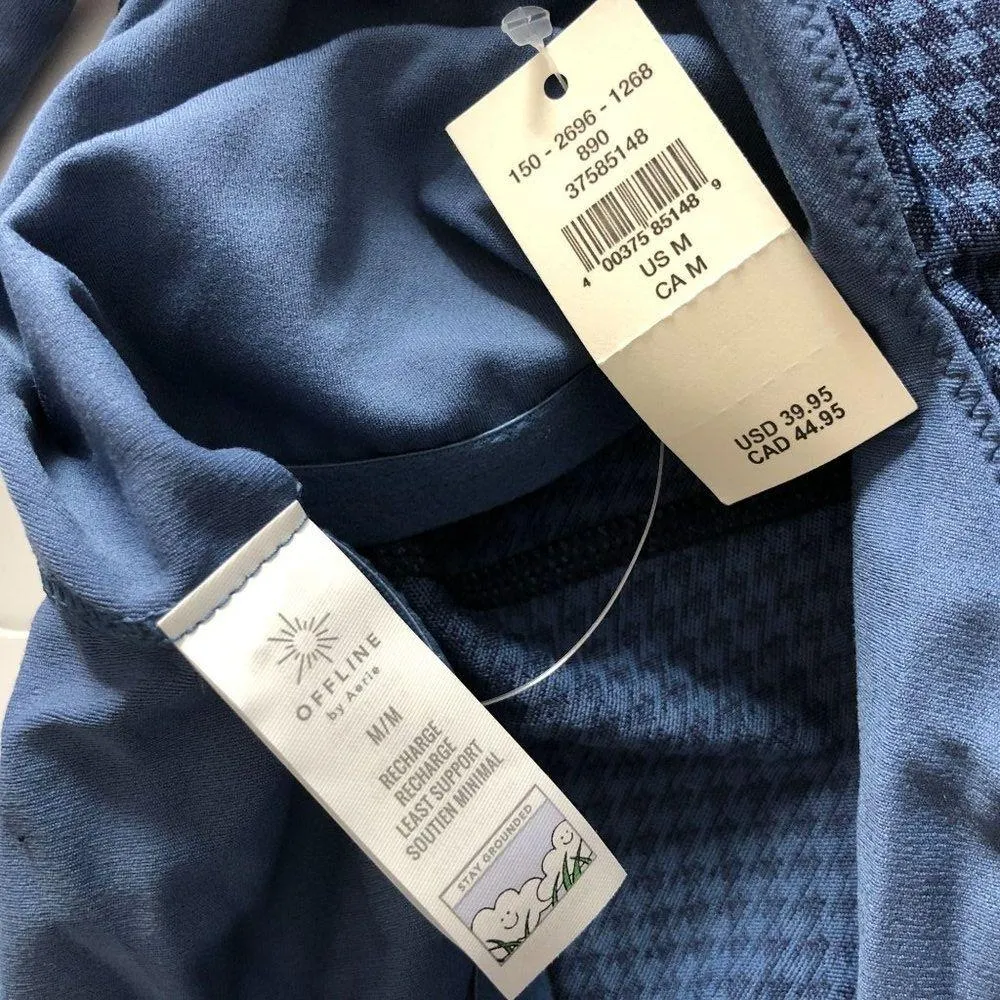 150 - 2696 - 1268
890
37585148
4 00375 85148 9
US M
CA M
USD 39.95
CAD 44.95
OFFLINE
by Aerie
M/M
RECHARGE
RECHARGE
LEAST SUPPORT
SOUTIEN MINIMAL
STAY GROUNDED